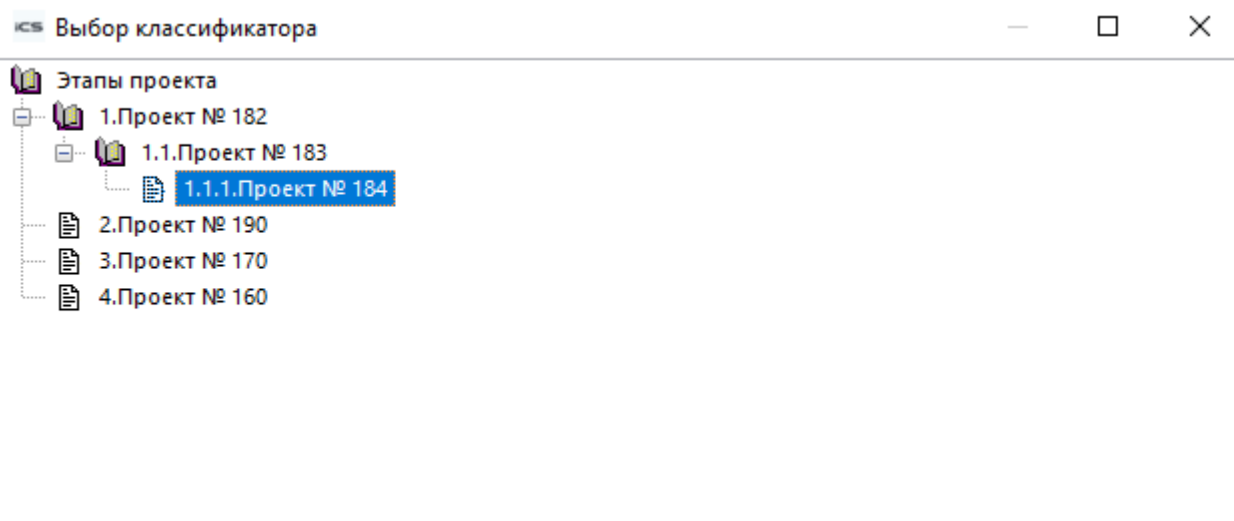 iCS Выбор классификатора
Этапы проекта
1.Проект № 182
1.1.Проект № 183
1.1.1.Проект № 184
2.Проект № 190
3.Проект № 170
4.Проект № 160